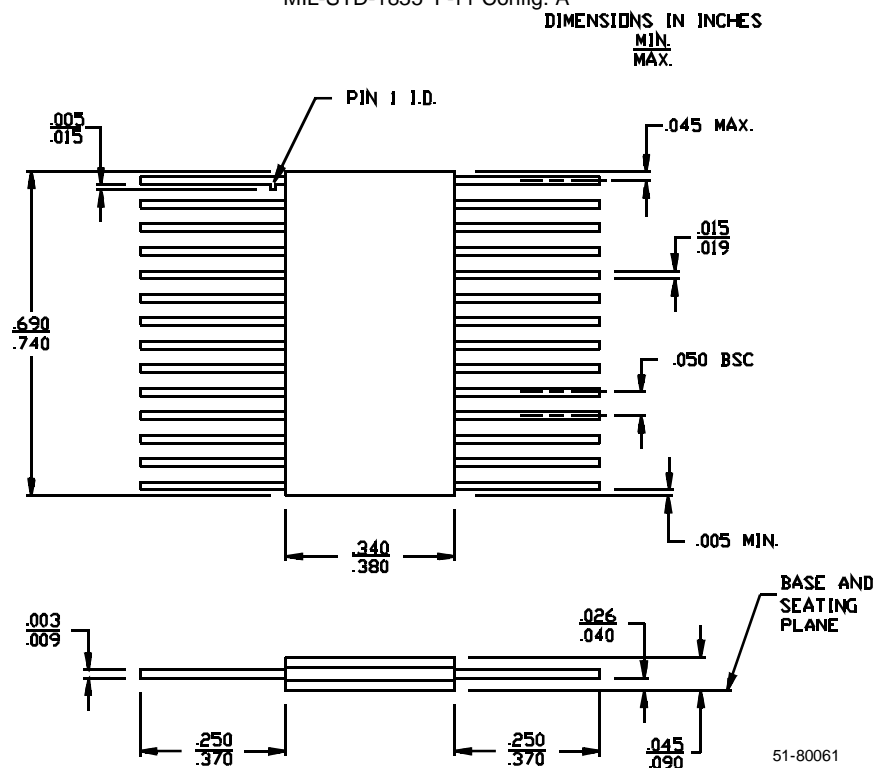 DIMENSIONS IN INCHES
MIN.
MAX.
PIN 1 I.D.
.005
.015
.045 MAX.
.015
.019
.690
.740
.050 BSC
.340
.380
.005 MIN.
BASE AND
SEATING
PLANE
.003
.009
.026
.040
.250
.370
.250
.370
.045
.090
51-80061